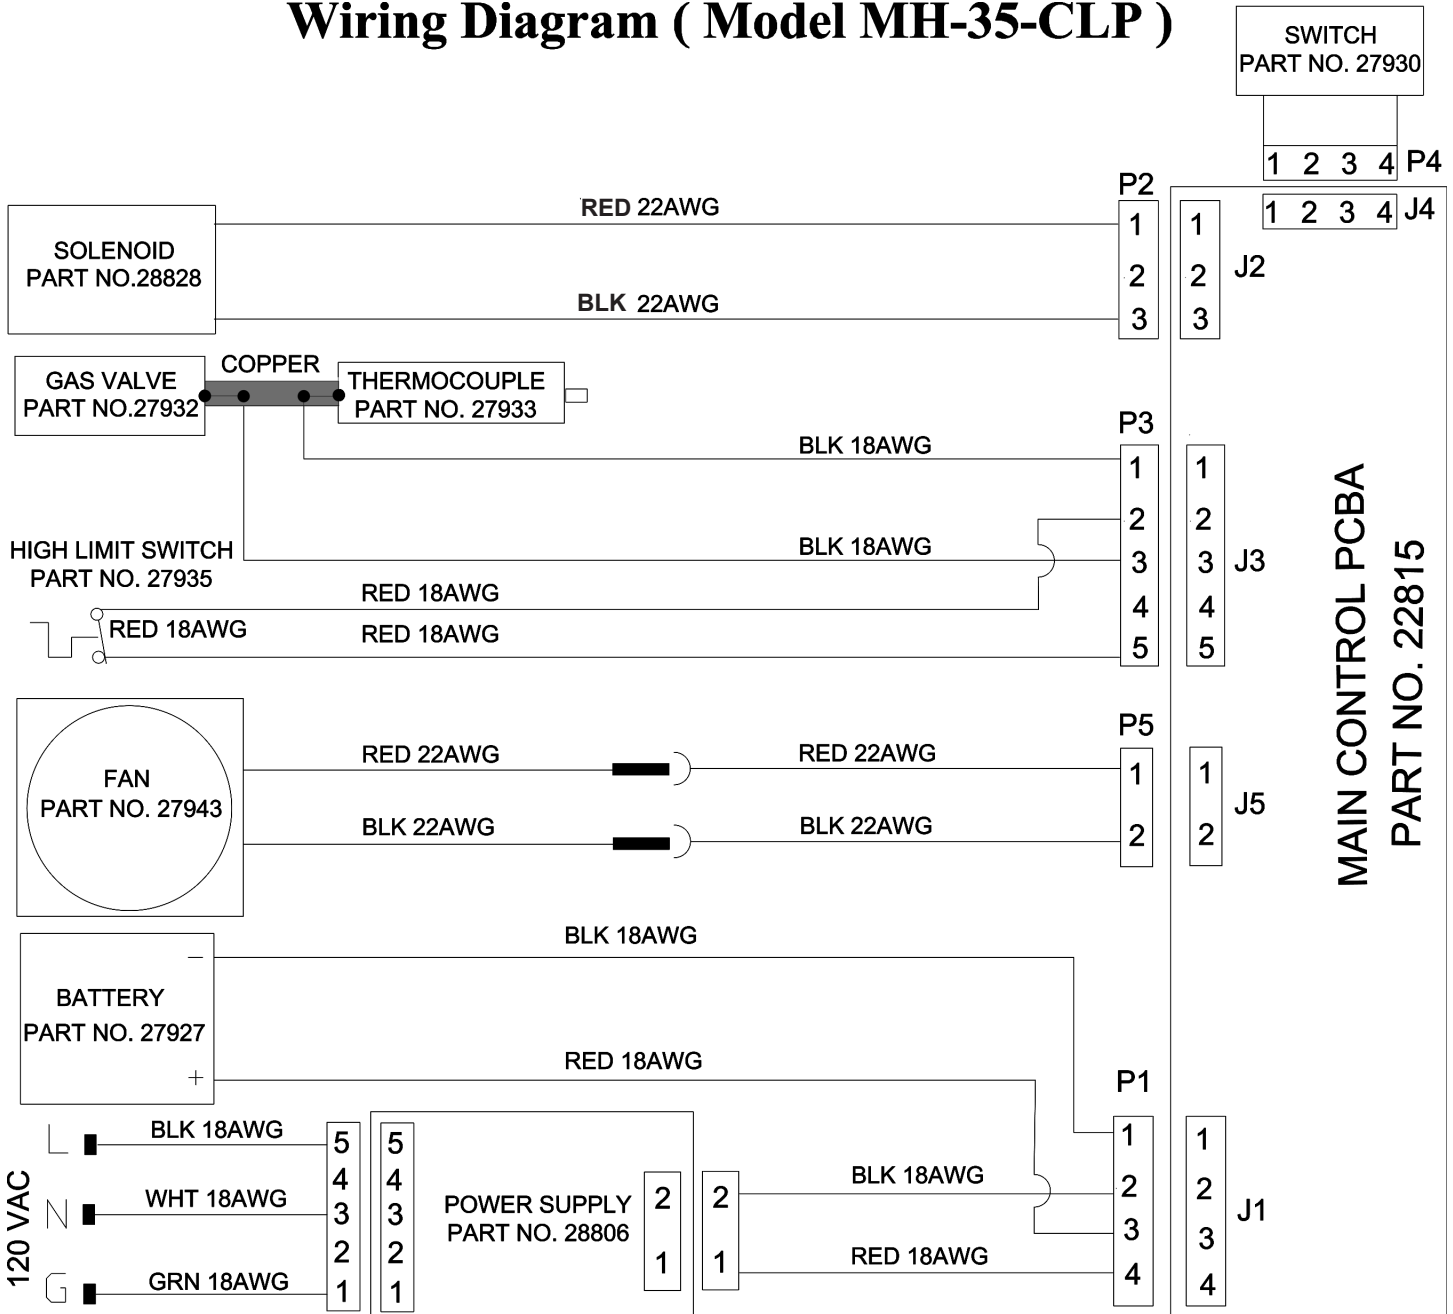 Wiring Diagram ( Model MH-35-CLP )
SWITCH
PART NO. 27930
1 2 3 4 P4
1 2 3 4 J4
SOLENOID
PART NO.28828
RED 22AWG
BLK 22AWG
P2
1
2
3
1
2
3
J2
GAS VALVE
PART NO.27932
COPPER
THERMOCOUPLE
PART NO. 27933
BLK 18AWG
BLK 18AWG
P3
1
2
3
4
5
1
2
3
4
5
J3
HIGH LIMIT SWITCH
PART NO. 27935
RED 18AWG
RED 18AWG
RED 18AWG
MAIN CONTROL PCBA
PART NO. 22815
FAN
PART NO. 27943
RED 22AWG
RED 22AWG
BLK 22AWG
BLK 22AWG
P5
1
2
1
2
J5
BATTERY
PART NO. 27927
−
+
BLK 18AWG
RED 18AWG
P1
1
2
3
4
1
2
3
4
J1
120 VAC
L
BLK 18AWG
N
WHT 18AWG
G
GRN 18AWG
5
4
3
2
1
5
4
3
2
1
POWER SUPPLY
PART NO. 28806
2
1
2
1
BLK 18AWG
RED 18AWG